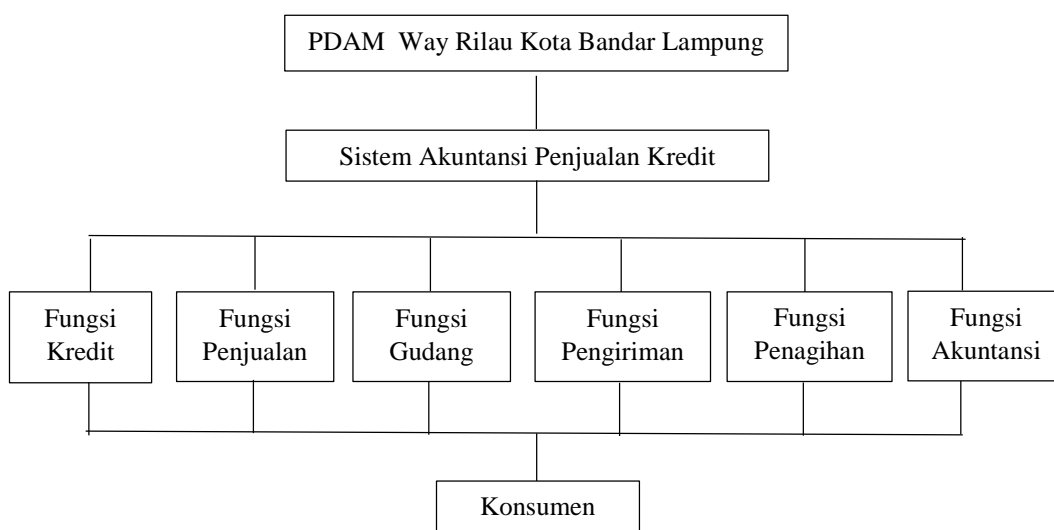 PDAM Way Rilau Kota Bandar Lampung
Sistem Akuntansi Penjualan Kredit
Fungsi
Kredit
Fungsi
Penjualan
Fungsi
Gudang
Fungsi
Pengiriman
Fungsi
Penagihan
Fungsi
Akuntansi
Konsumen